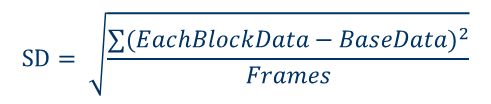 SD = √(∑(EachBlockData − BaseData)² / Frames)